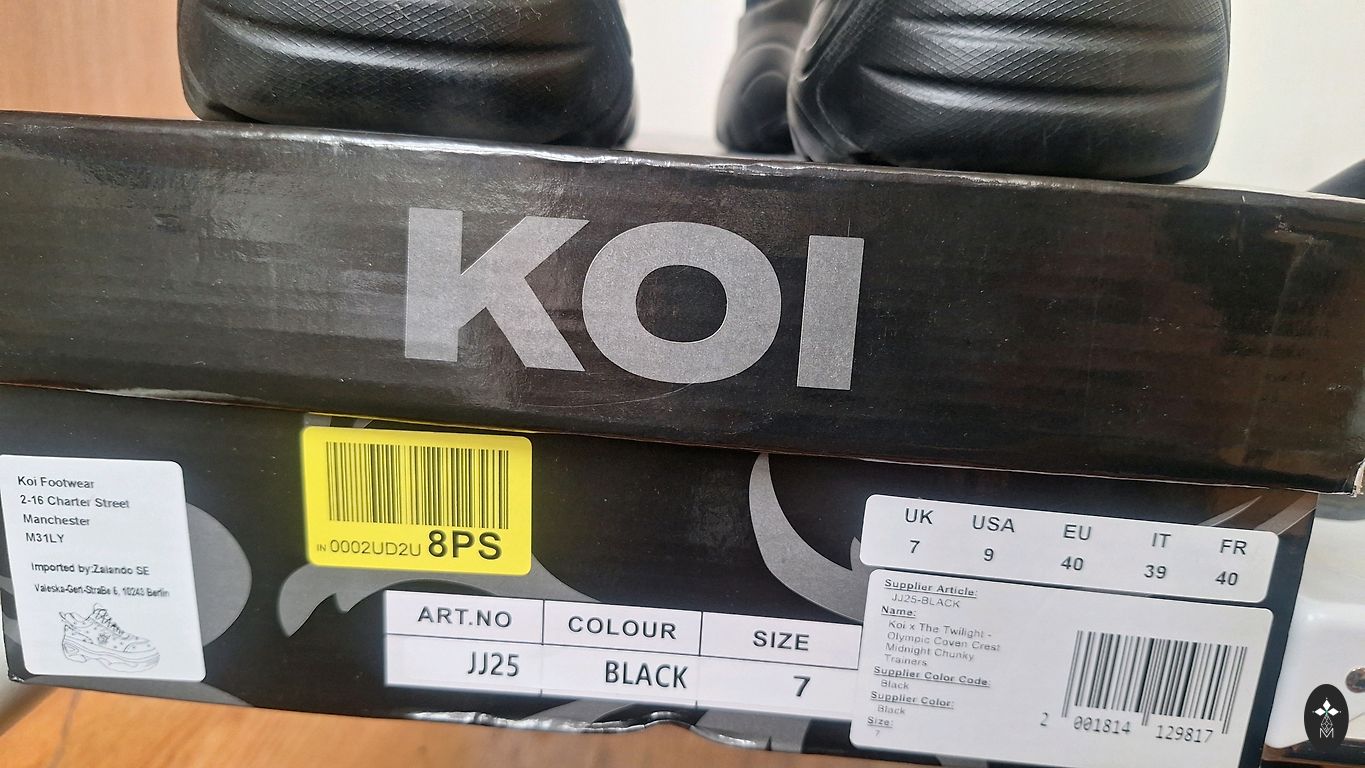 KOI
Koi Footwear
2-16 Charter Street
Manchester
M31LY
Imported by:Zalando SE
Valeska-Gert-Straße 6, 10243 Berlin
IN 0002UD2U 8PS
ART.NO COLOUR SIZE
JJ25 BLACK 7
UK USA EU IT FR
7 9 40 39 40
Supplier Article:
JJ25-BLACK
Name:
Koi x The Twilight -
Olympic Coven Crest
Midnight Chunky
Trainers
Supplier Color Code:
Black
Supplier Color:
Black
Size:
7
2 001814 129817
M